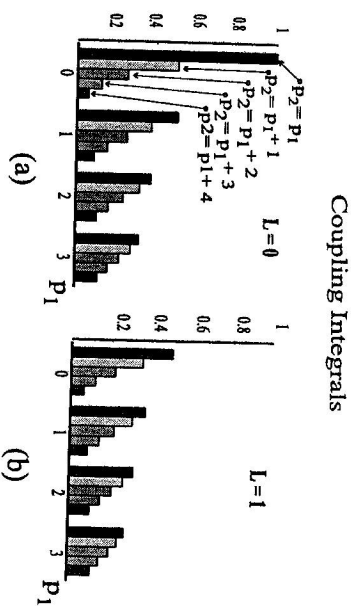 Coupling Integrals
0.2 0.4 0.6 0.8 1
p₂= p₁
p₂= p₁+ 1
p₂= p₁+ 2
p₂= p₁+ 3
p2= p1+ 4
L=0
0 1 2 3 p₁
(a)
0.2 0.4 0.6 0.8 1
L=1
0 1 2 3 p₁
(b)